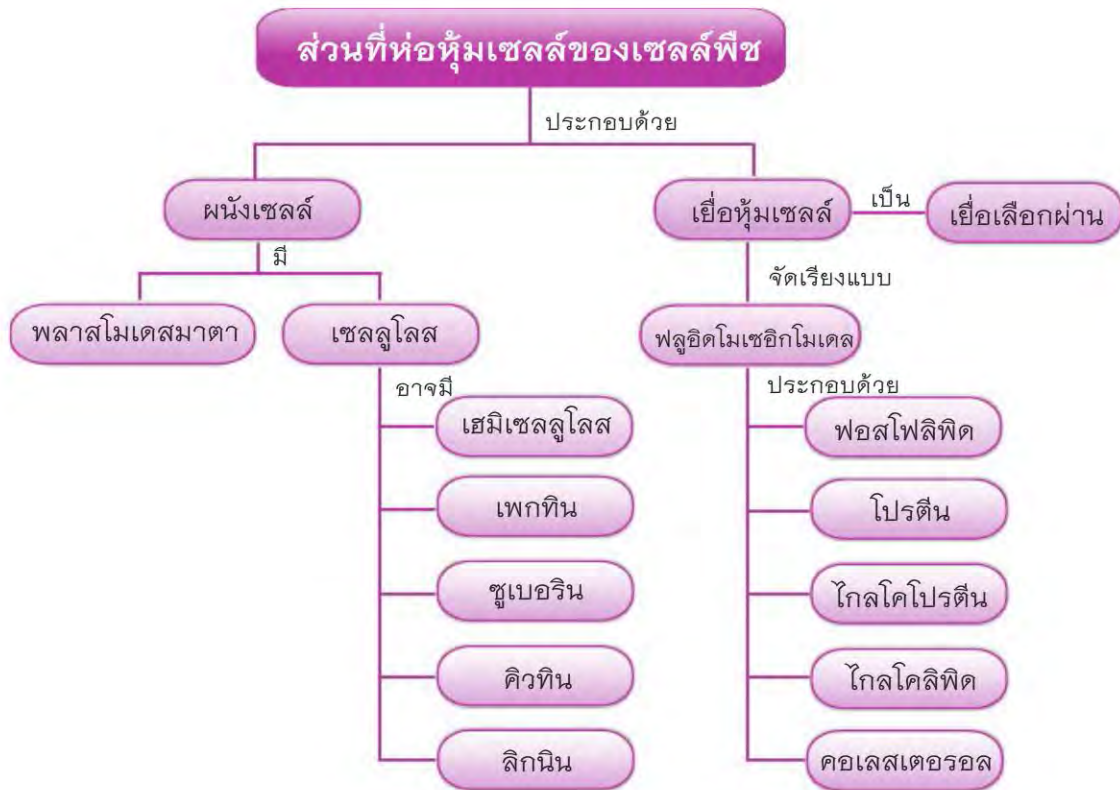 ส่วนที่ห่อหุ้มเซลล์ของเซลล์พืช
ประกอบด้วย
ผนังเซลล์
เยื่อหุ้มเซลล์
เป็น
เยื่อเลือกผ่าน
มี
จัดเรียงแบบ
พลาสโมเดสมาตา
เซลลูโลส
ฟลูอิดโมเซอิกโมเดล
อาจมี
ประกอบด้วย
เฮมิเซลลูโลส
ฟอสโฟลิพิด
เพกทิน
โปรตีน
ซูเบอริน
ไกลโคโปรตีน
คิวทิน
ไกลโคลิพิด
ลิกนิน
คอเลสเตอรอล